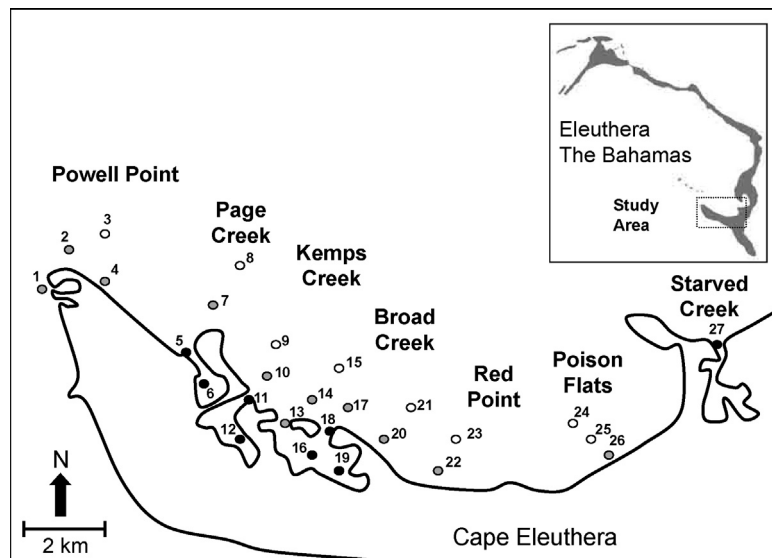 Eleuthera
The Bahamas
Study
Area
Powell Point
Page
Creek
Kemps
Creek
Broad
Creek
Red
Point
Poison
Flats
Starved
Creek
1
2
3
4
5
6
7
8
9
10
11
12
13
14
15
16
17
18
19
20
21
22
23
24
25
26
27
N
2 km
Cape Eleuthera